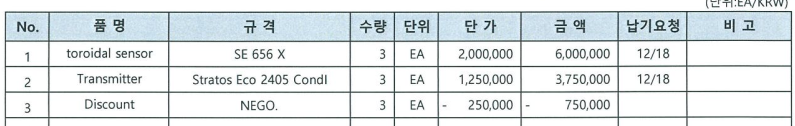 (단위:EA/KRW)
No. 품 명 규 격 수량 단위 단 가 금 액 납기요청 비 고
1 toroidal sensor SE 656 X 3 EA 2,000,000 6,000,000 12/18
2 Transmitter Stratos Eco 2405 CondI 3 EA 1,250,000 3,750,000 12/18
3 Discount NEGO. 3 EA - 250,000 - 750,000